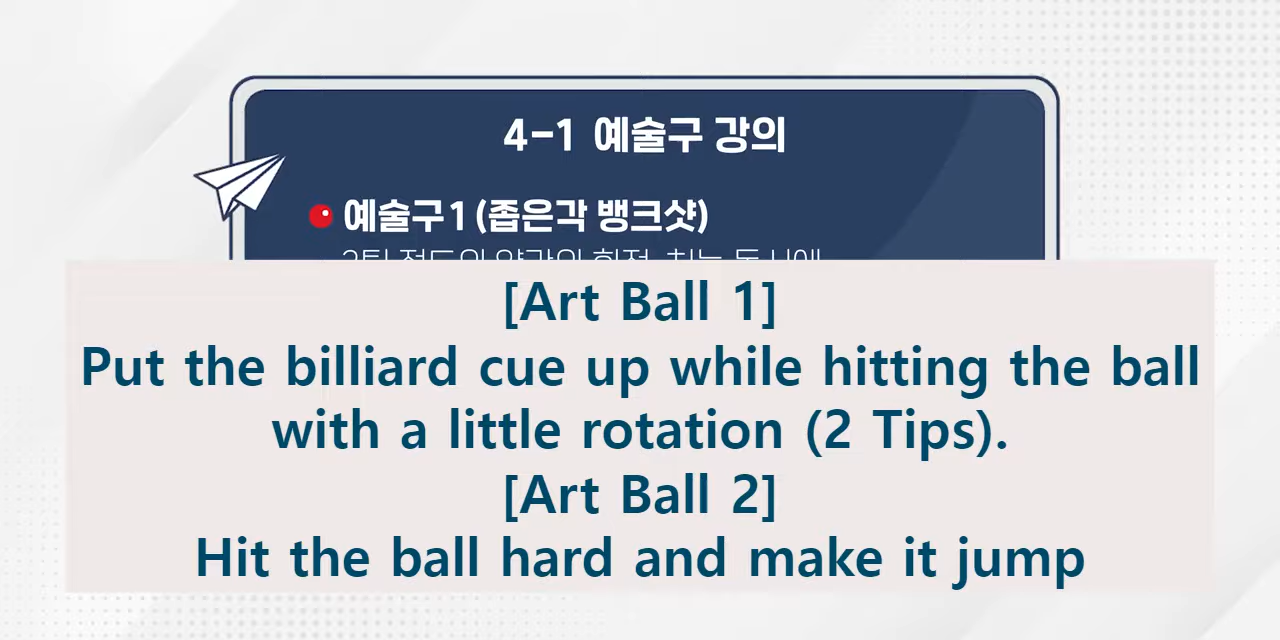 4-1 예술구 강의
예술구1 (좁은각 뱅크샷)
[Art Ball 1]
Put the billiard cue up while hitting the ball
with a little rotation (2 Tips).
[Art Ball 2]
Hit the ball hard and make it jump